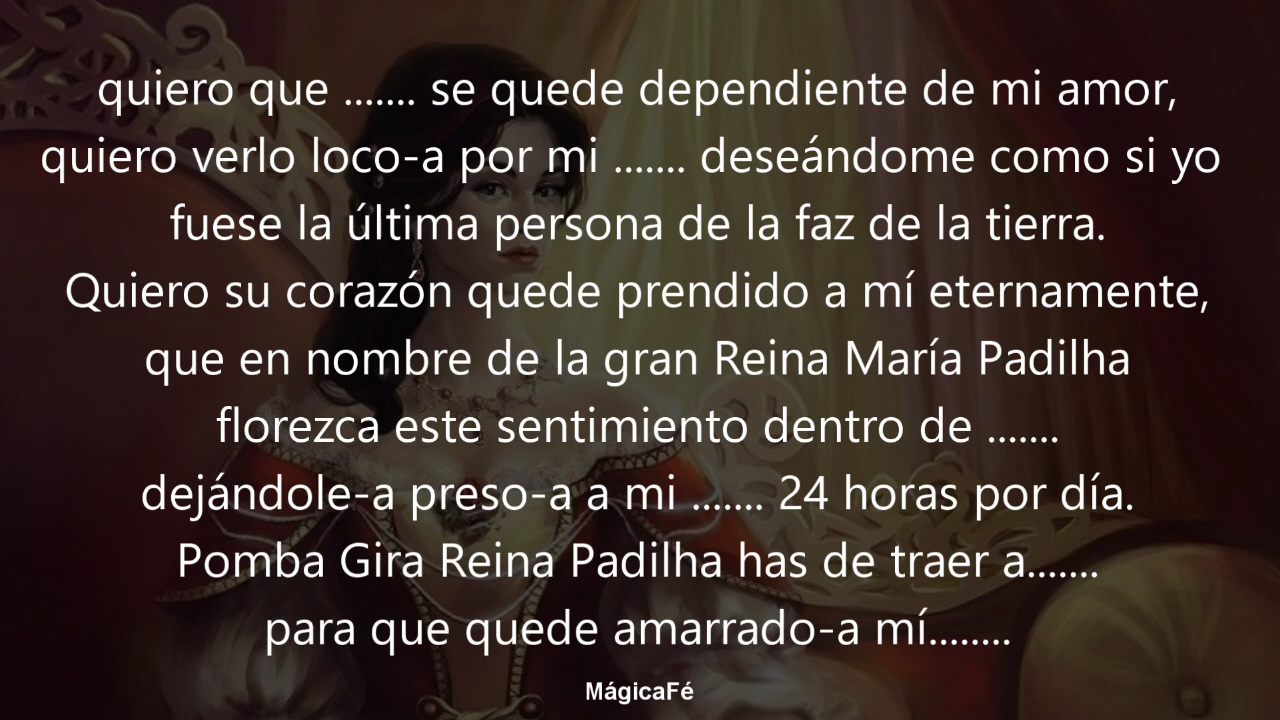 quiero que ....... se quede dependiente de mi amor,
quiero verlo loco-a por mi ....... deseándome como si yo
fuese la última persona de la faz de la tierra.
Quiero su corazón quede prendido a mí eternamente,
que en nombre de la gran Reina María Padilha
florezca este sentimiento dentro de .......
dejándole-a preso-a a mi ....... 24 horas por día.
Pomba Gira Reina Padilha has de traer a.......
para que quede amarrado-a mí........
MágicaFé